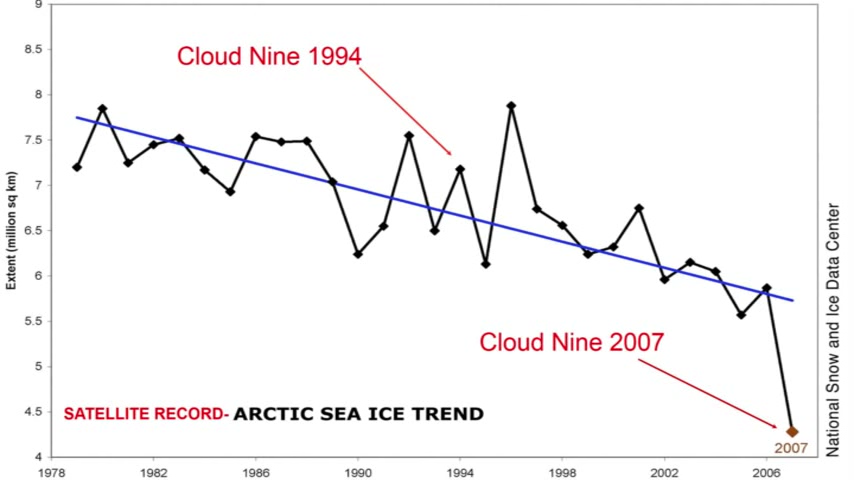 9
Cloud Nine 1994
8.5
8
7.5
7
6.5
6
5.5
5
4.5
4
Extent (million sq km)
Cloud Nine 2007
SATELLITE RECORD- ARCTIC SEA ICE TREND
2007
1978 1982 1986 1990 1994 1998 2002 2006
National Snow and Ice Data Center